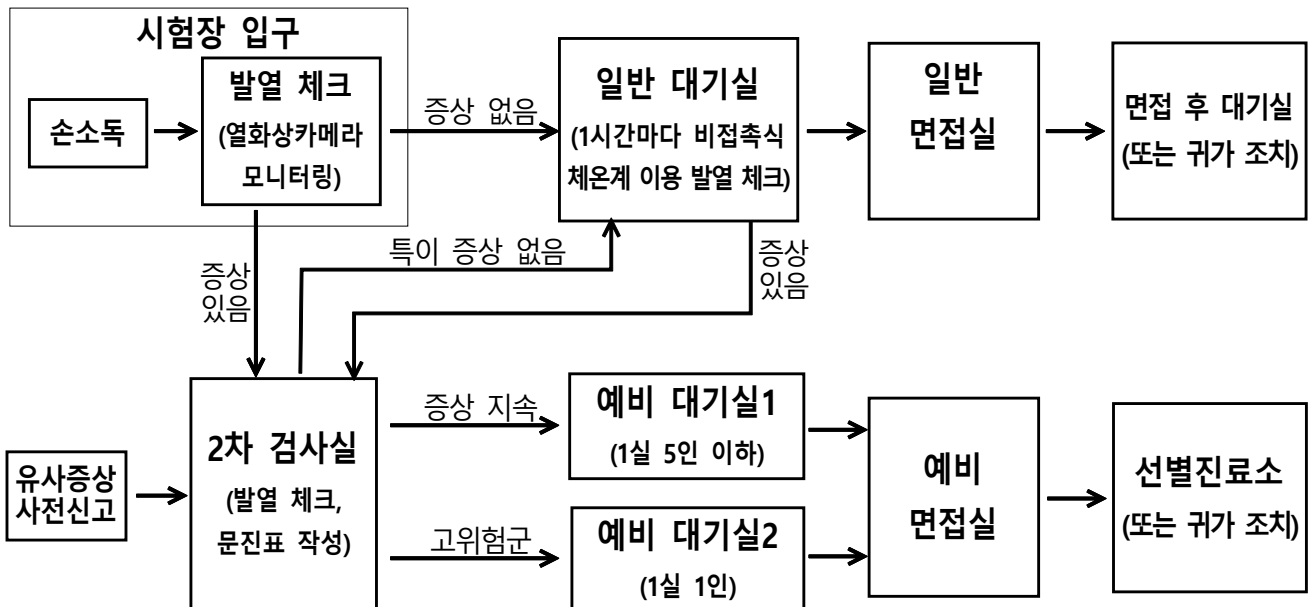 시험장 입구
손소독
발열 체크
(열화상카메라
모니터링)
증상 없음
일반 대기실
(1시간마다 비접촉식
체온계 이용 발열 체크)
일반
면접실
면접 후 대기실
(또는 귀가 조치)
증상
있음
특이 증상 없음
증상
있음
유사증상
사전신고
2차 검사실
(발열 체크,
문진표 작성)
증상 지속
예비 대기실1
(1실 5인 이하)
고위험군
예비 대기실2
(1실 1인)
예비
면접실
선별진료소
(또는 귀가 조치)